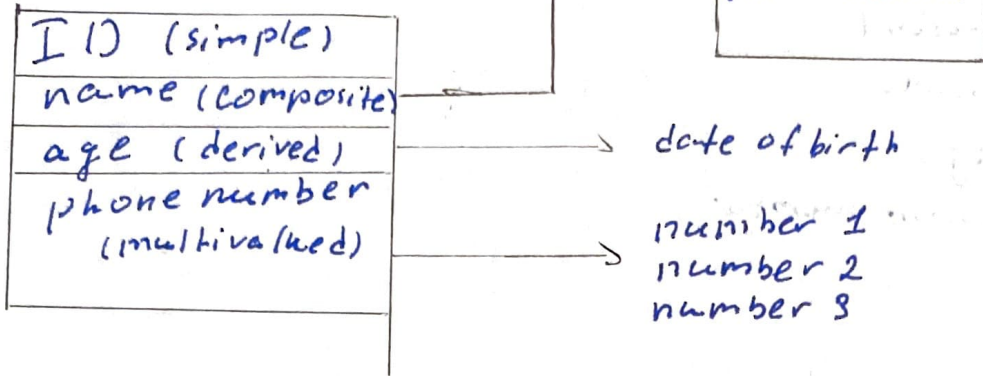 ID (simple)
name (composite)
age (derived)
date of birth
phone number
(multivalued)
number 1
number 2
number 3